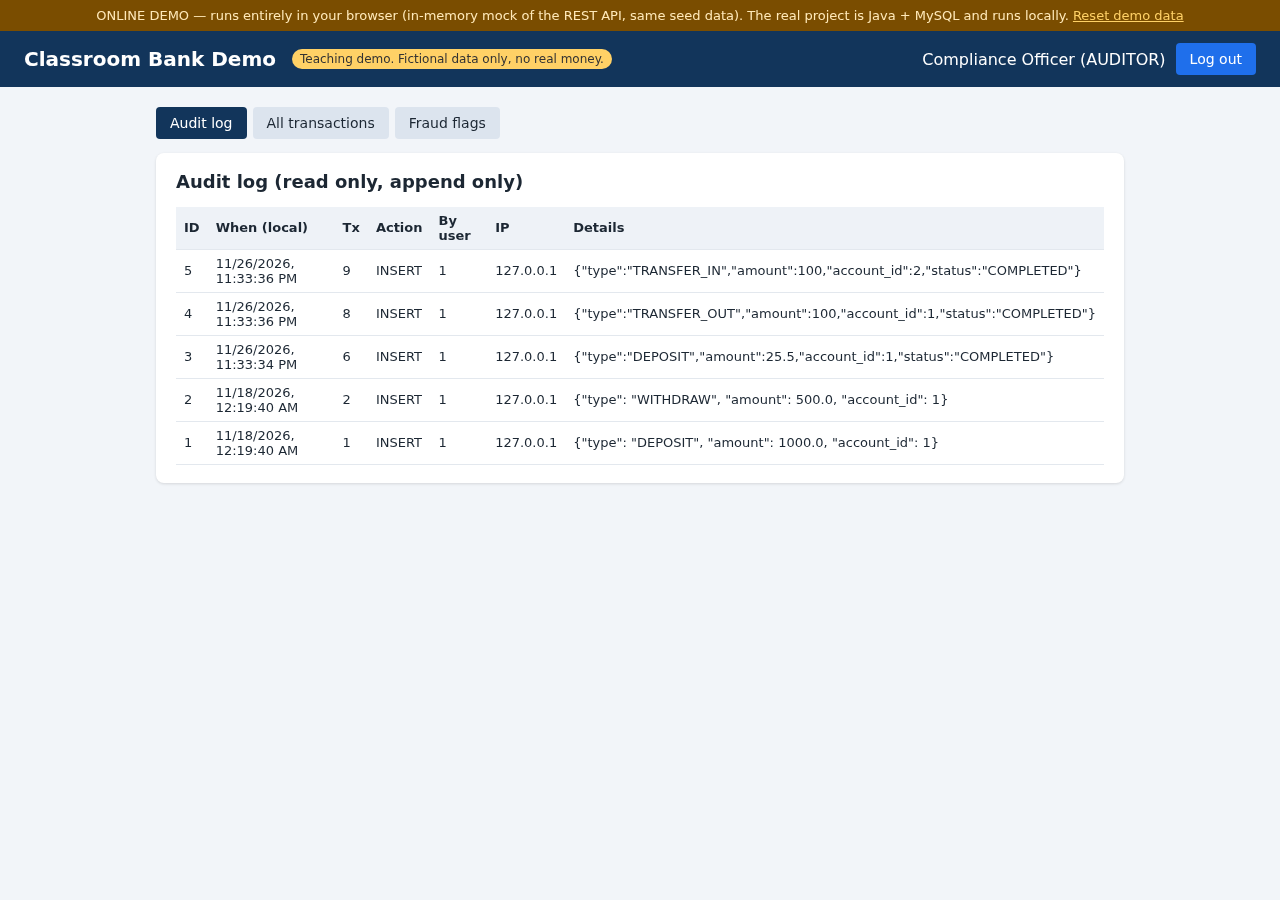 ONLINE DEMO — runs entirely in your browser (in-memory mock of the REST API, same seed data). The real project is Java + MySQL and runs locally. Reset demo data
Classroom Bank Demo Teaching demo. Fictional data only, no real money. Compliance Officer (AUDITOR) Log out
Audit log All transactions Fraud flags
Audit log (read only, append only)
ID When (local) Tx Action By user IP Details
5 11/26/2026, 11:33:36 PM 9 INSERT 1 127.0.0.1 {"type":"TRANSFER_IN","amount":100,"account_id":2,"status":"COMPLETED"}
4 11/26/2026, 11:33:36 PM 8 INSERT 1 127.0.0.1 {"type":"TRANSFER_OUT","amount":100,"account_id":1,"status":"COMPLETED"}
3 11/26/2026, 11:33:34 PM 6 INSERT 1 127.0.0.1 {"type":"DEPOSIT","amount":25.5,"account_id":1,"status":"COMPLETED"}
2 11/18/2026, 12:19:40 AM 2 INSERT 1 127.0.0.1 {"type": "WITHDRAW", "amount": 500.0, "account_id": 1}
1 11/18/2026, 12:19:40 AM 1 INSERT 1 127.0.0.1 {"type": "DEPOSIT", "amount": 1000.0, "account_id": 1}